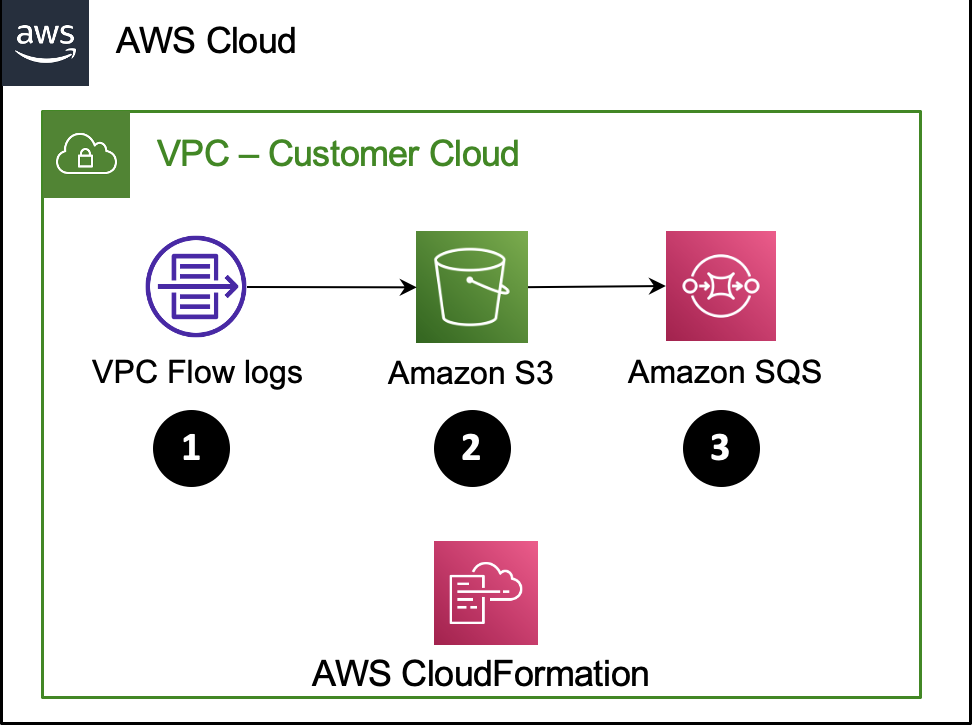 aws
AWS Cloud
VPC – Customer Cloud
VPC Flow logs
Amazon S3
Amazon SQS
1
2
3
AWS CloudFormation